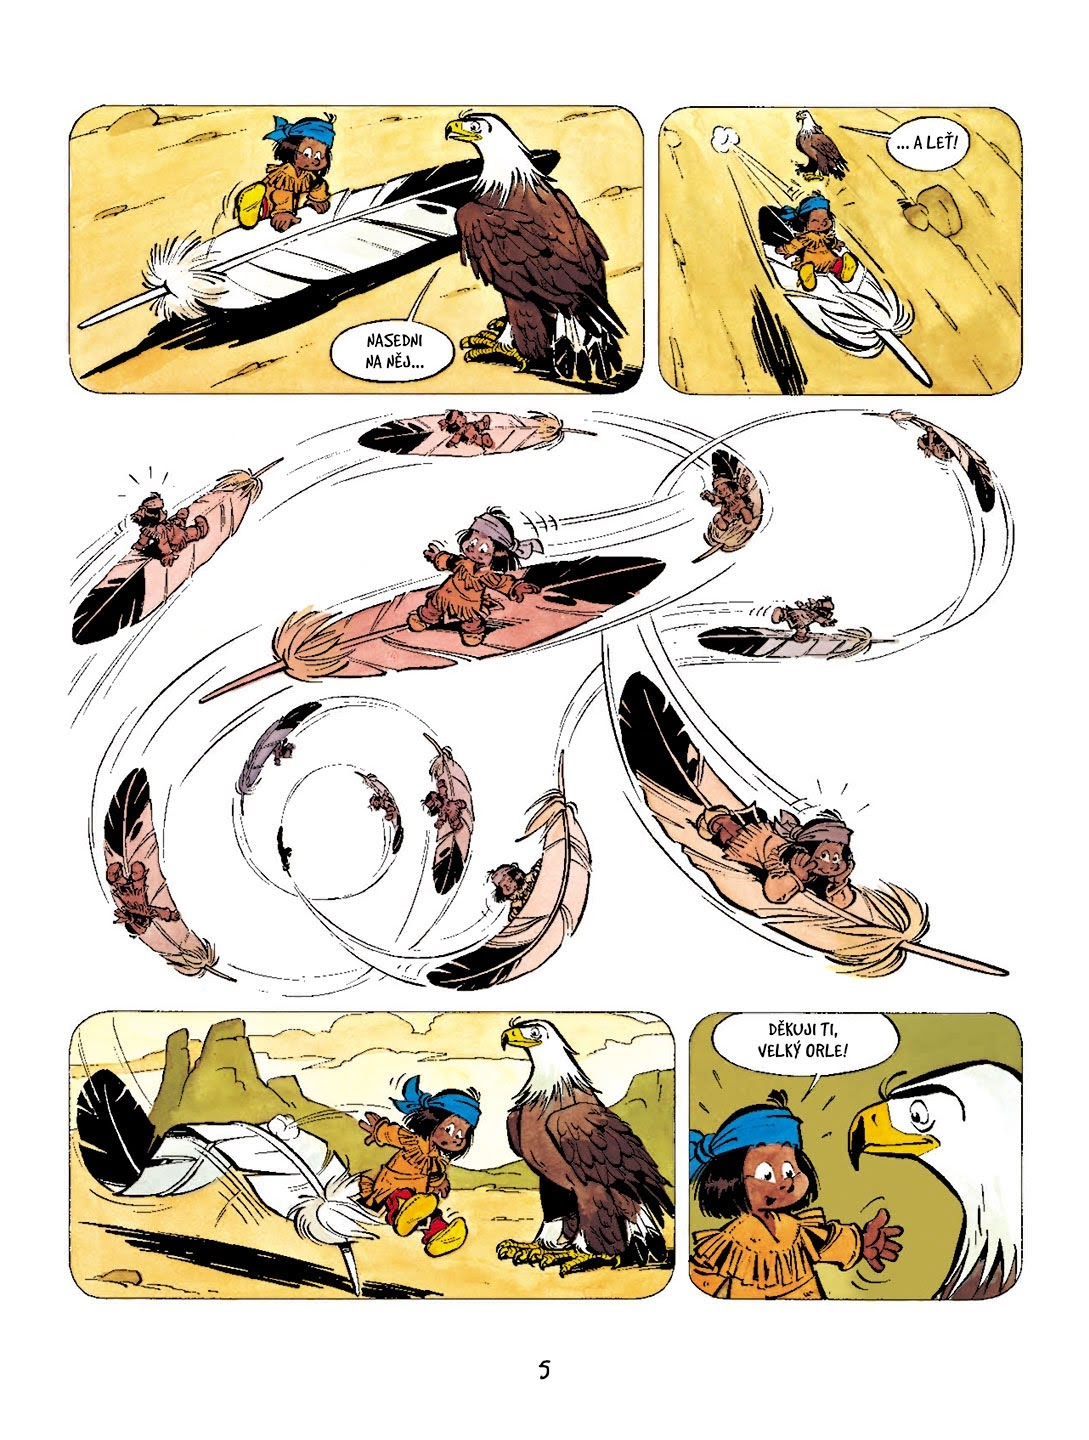 NASEDNI
NA NĚJ...
... A LEŤ!
DĚKUJI TI,
VELKÝ ORLE!
5